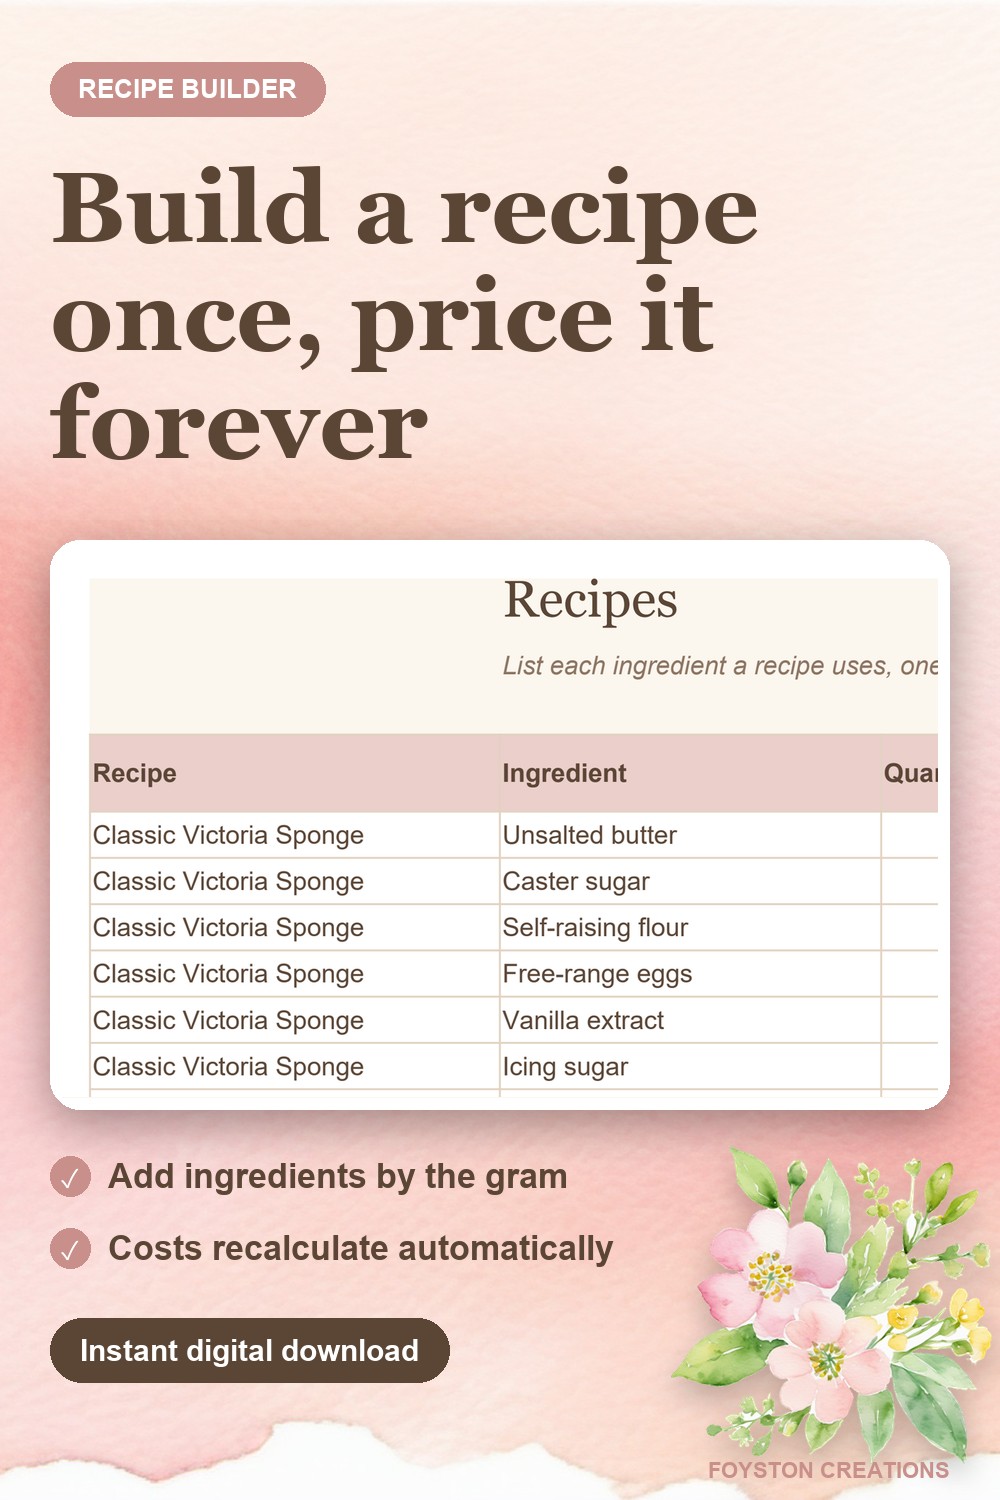 RECIPE BUILDER
Build a recipe
once, price it
forever
Recipes
List each ingredient a recipe uses, one
Recipe Ingredient Quan
Classic Victoria Sponge Unsalted butter
Classic Victoria Sponge Caster sugar
Classic Victoria Sponge Self-raising flour
Classic Victoria Sponge Free-range eggs
Classic Victoria Sponge Vanilla extract
Classic Victoria Sponge Icing sugar
✓ Add ingredients by the gram
✓ Costs recalculate automatically
Instant digital download
FOYSTON CREATIONS